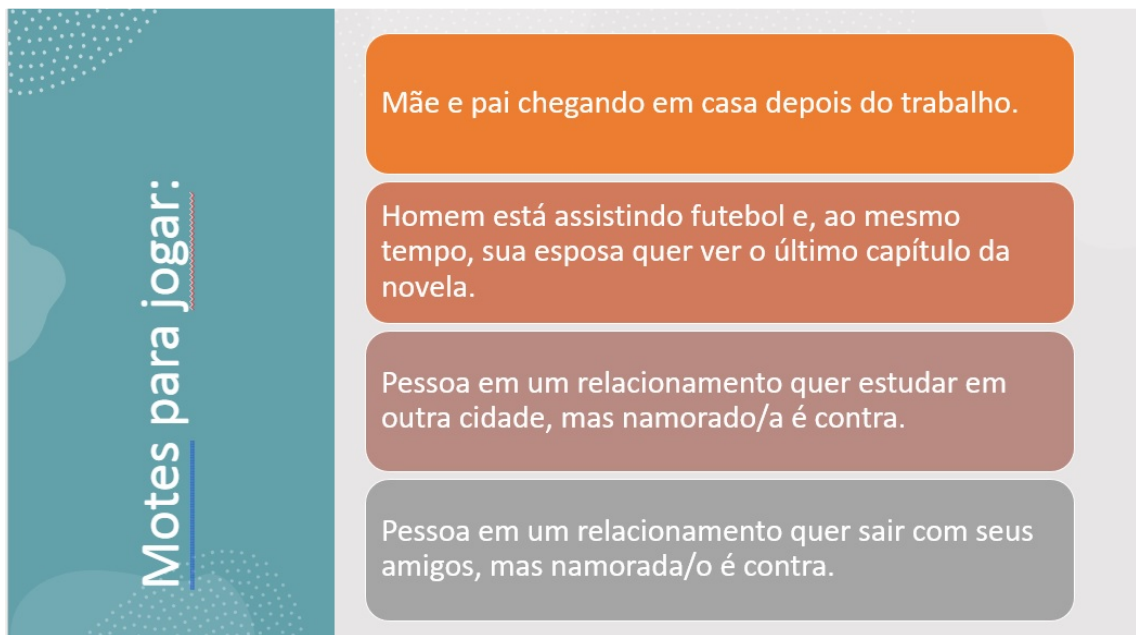 Motes para jogar:
Mãe e pai chegando em casa depois do trabalho.
Homem está assistindo futebol e, ao mesmo
tempo, sua esposa quer ver o último capítulo da
novela.
Pessoa em um relacionamento quer estudar em
outra cidade, mas namorado/a é contra.
Pessoa em um relacionamento quer sair com seus
amigos, mas namorada/o é contra.